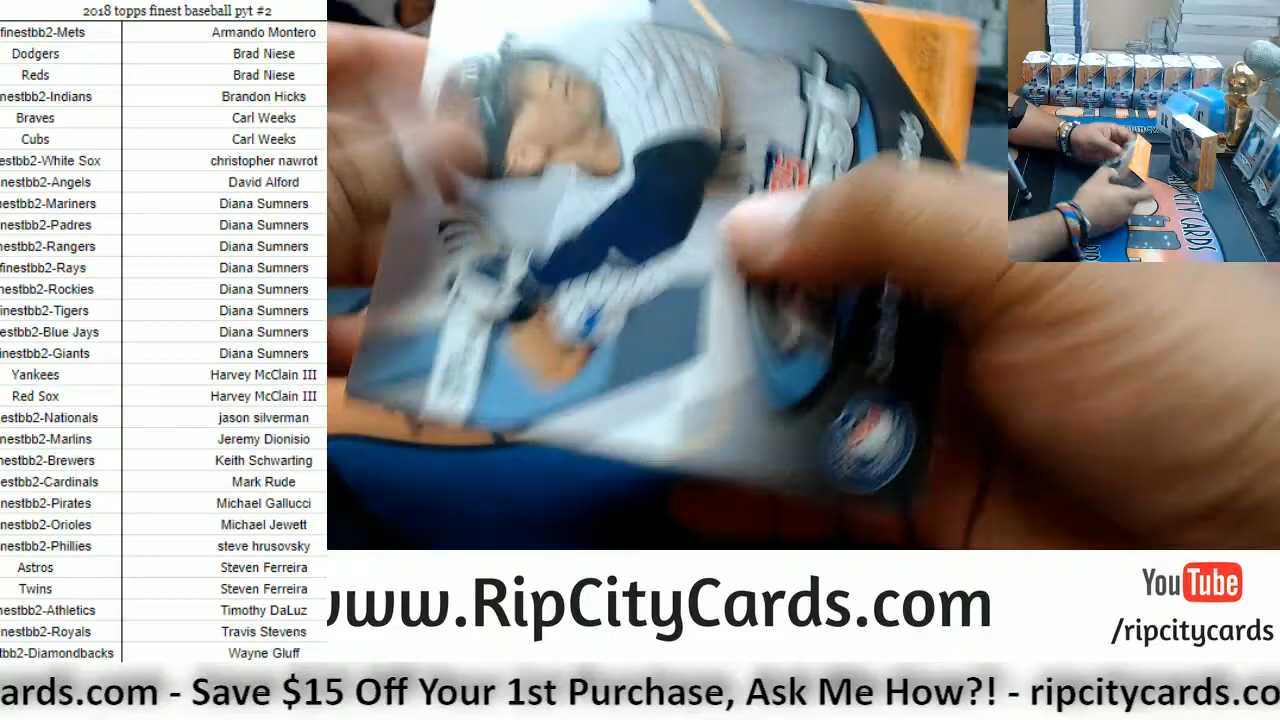 2018 topps finest baseball pyt #2
finestbb2-Mets Armando Montero
Dodgers Brad Niese
Reds Brad Niese
nestbb2-Indians Brandon Hicks
Braves Carl Weeks
Cubs Carl Weeks
estbb2-White Sox christopher nawrot
nestbb2-Angels David Alford
nestbb2-Mariners Diana Sumners
nestbb2-Padres Diana Sumners
nestbb2-Rangers Diana Sumners
finestbb2-Rays Diana Sumners
nestbb2-Rockies Diana Sumners
finestbb2-Tigers Diana Sumners
estbb2-Blue Jays Diana Sumners
inestbb2-Giants Diana Sumners
Yankees Harvey McClain III
Red Sox Harvey McClain III
estbb2-Nationals jason silverman
nestbb2-Marlins Jeremy Dionisio
nestbb2-Brewers Keith Schwarting
nestbb2-Cardinals Mark Rude
nestbb2-Pirates Michael Gallucci
nestbb2-Orioles Michael Jewett
nestbb2-Phillies steve hrusovsky
Astros Steven Ferreira
Twins Steven Ferreira
nestbb2-Athletics Timothy DaLuz
nestbb2-Royals Travis Stevens
tbb2-Diamondbacks Wayne Gluff
www.RipCityCards.com
YouTube
/ripcitycards
ards.com - Save $15 Off Your 1st Purchase, Ask Me How?! - ripcitycards.co